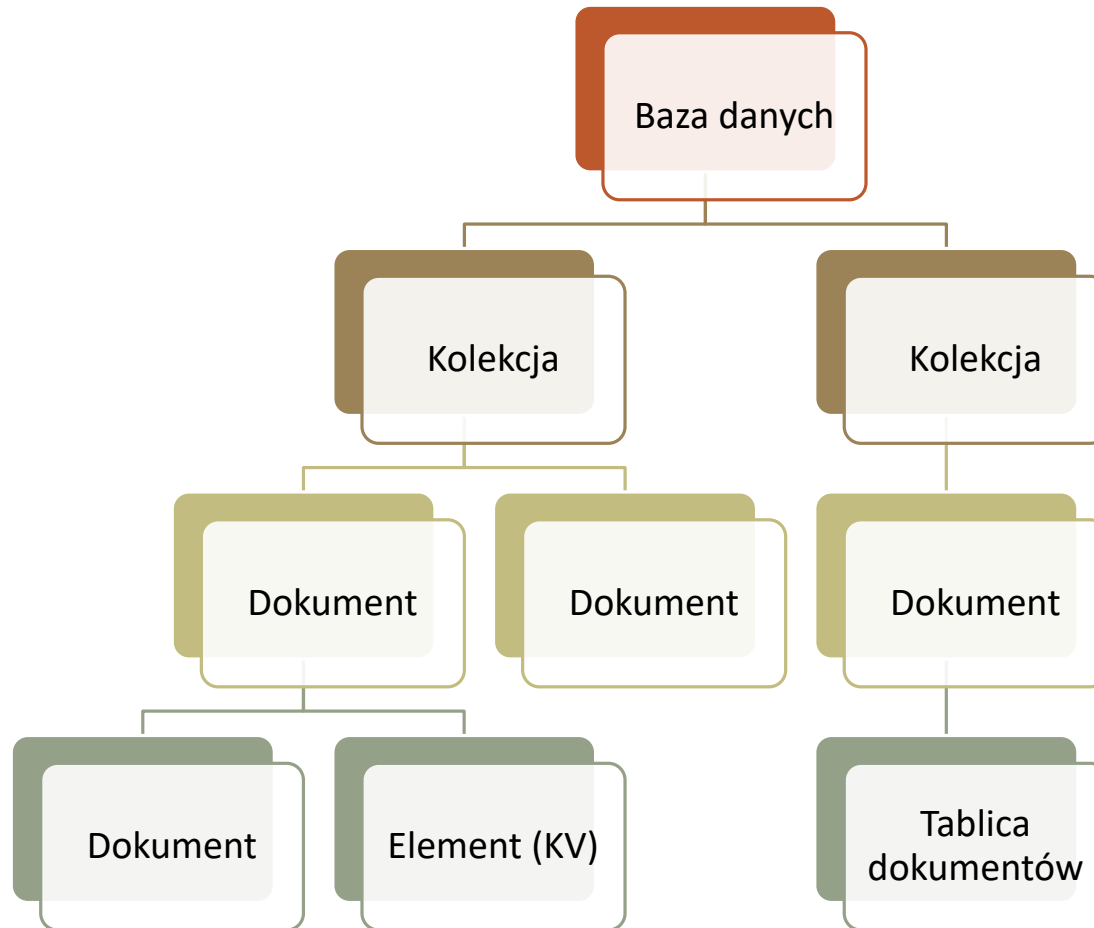 Baza danych
Kolekcja
Kolekcja
Dokument
Dokument
Dokument
Dokument
Element (KV)
Tablica
dokumentów